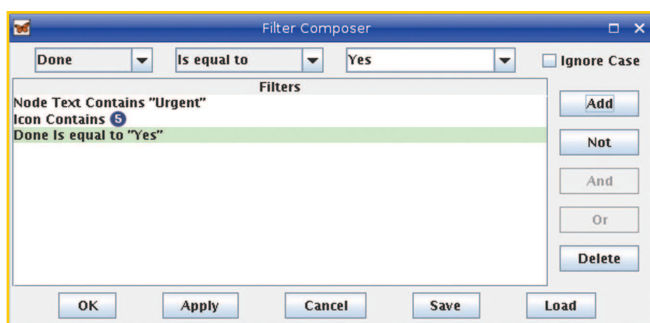 Filter Composer
Done Is equal to Yes Ignore Case
Filters
Node Text Contains "Urgent"
Icon Contains 5
Done Is equal to "Yes"
Add
Not
And
Or
Delete
OK Apply Cancel Save Load